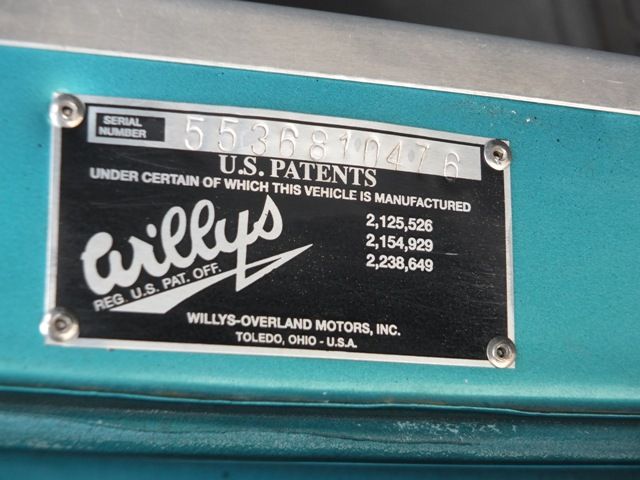 SERIAL
NUMBER
5536810476
U.S. PATENTS
UNDER CERTAIN OF WHICH THIS VEHICLE IS MANUFACTURED
Willys
REG. U.S. PAT. OFF.
2,125,526
2,154,929
2,238,649
WILLYS-OVERLAND MOTORS, INC.
TOLEDO, OHIO - U.S.A.